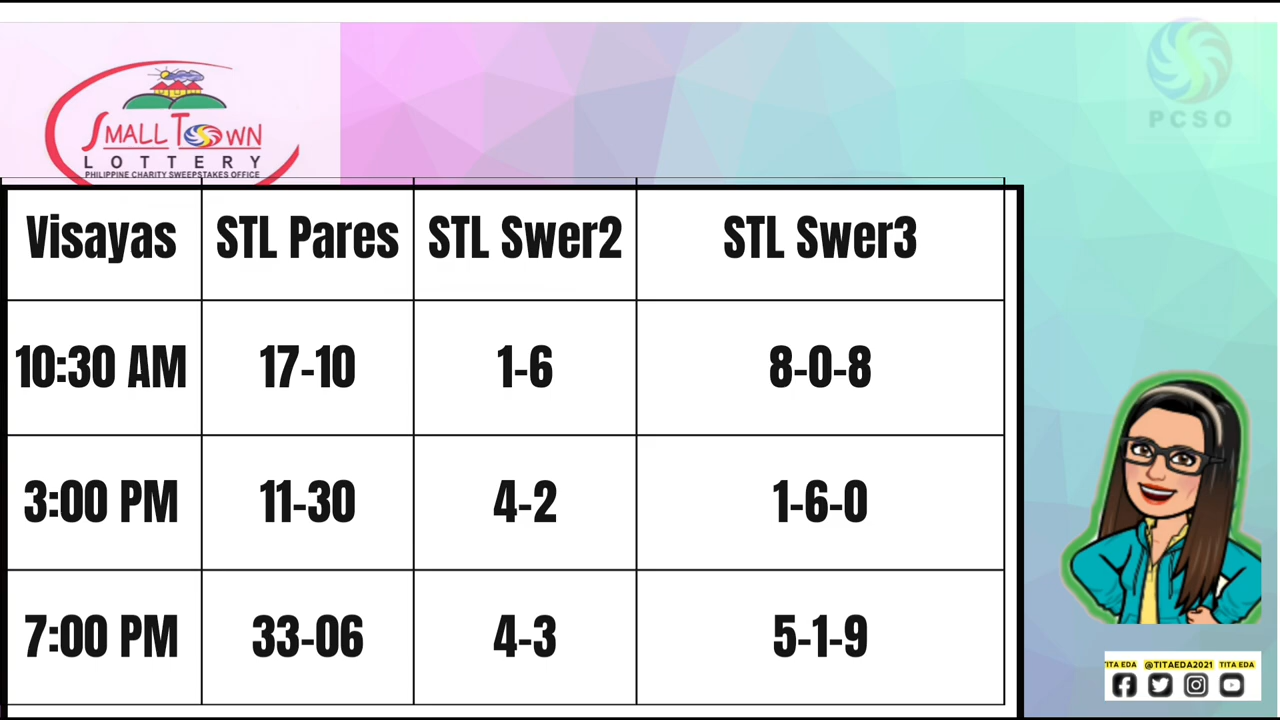 PCSO
SMALL TOWN
LOTTERY
PHILIPPINE CHARITY SWEEPSTAKES OFFICE
Visayas STL Pares STL Swer2 STL Swer3
10:30 AM 17-10 1-6 8-0-8
3:00 PM 11-30 4-2 1-6-0
7:00 PM 33-06 4-3 5-1-9
TITA EDA @TITAEDA2021 TITA EDA